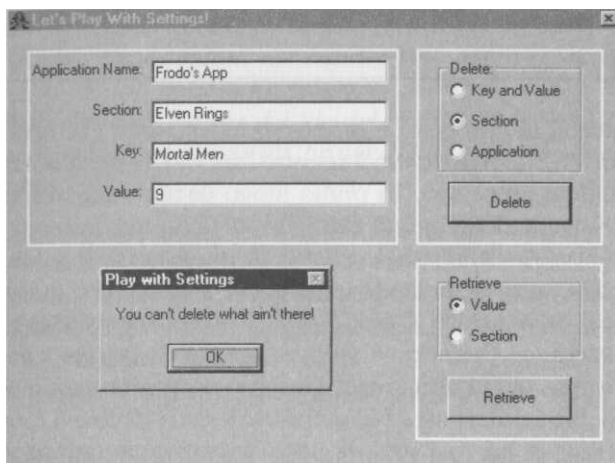 Let's Play With Settings!
Application Name: Frodo's App
Section: Elven Rings
Key: Mortal Men
Value: 9
Delete:
Key and Value
Section
Application
Delete
Play with Settings
You can't delete what ain't there!
OK
Retrieve
Value
Section
Retrieve